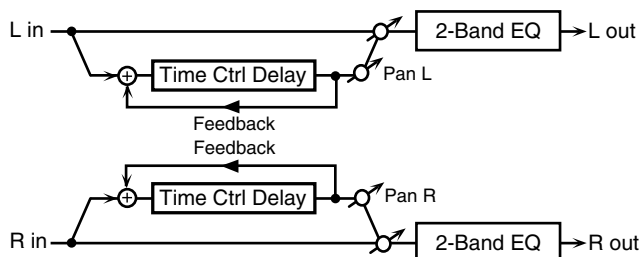 L in
2-Band EQ
L out
Time Ctrl Delay
Pan L
Feedback
Feedback
Time Ctrl Delay
Pan R
R in
2-Band EQ
R out